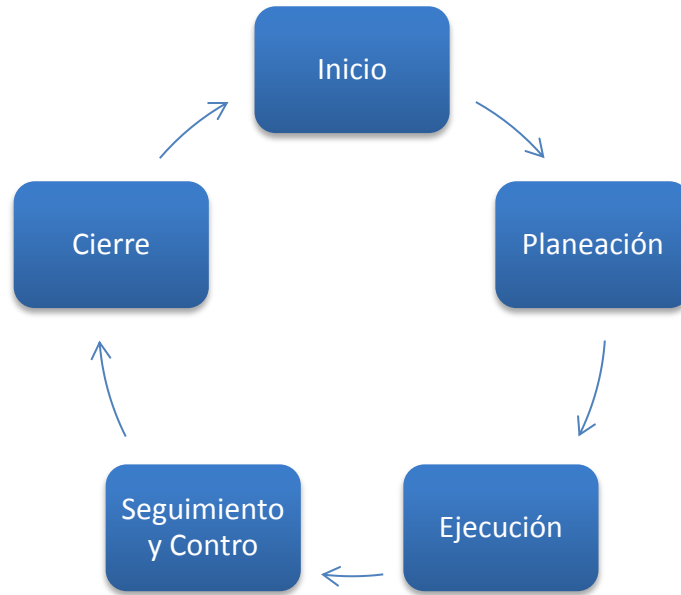 Inicio
Planeación
Ejecución
Seguimiento
y Contro
Cierre